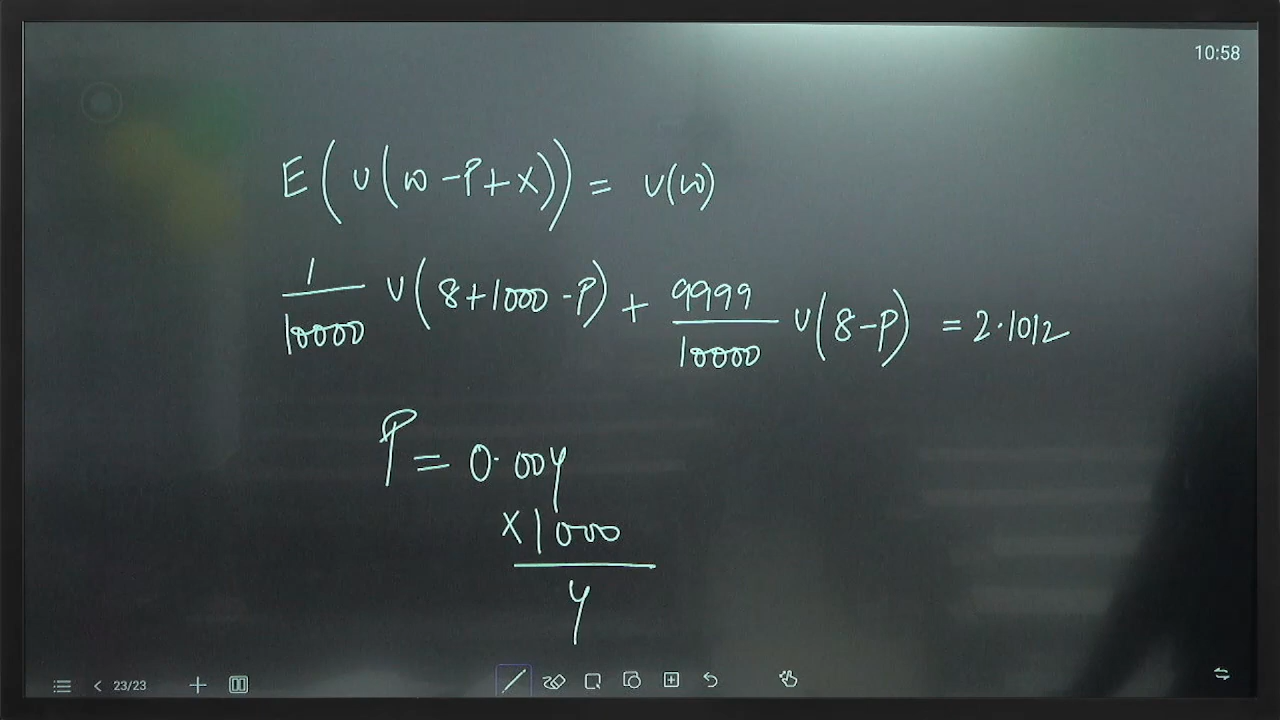 10:58
E(U(W-P+X)) = U(W)
1/10000 U(8+1000-P) + 9999/10000 U(8-P) = 2.1012
P = 0.004
×1000
4
23/23